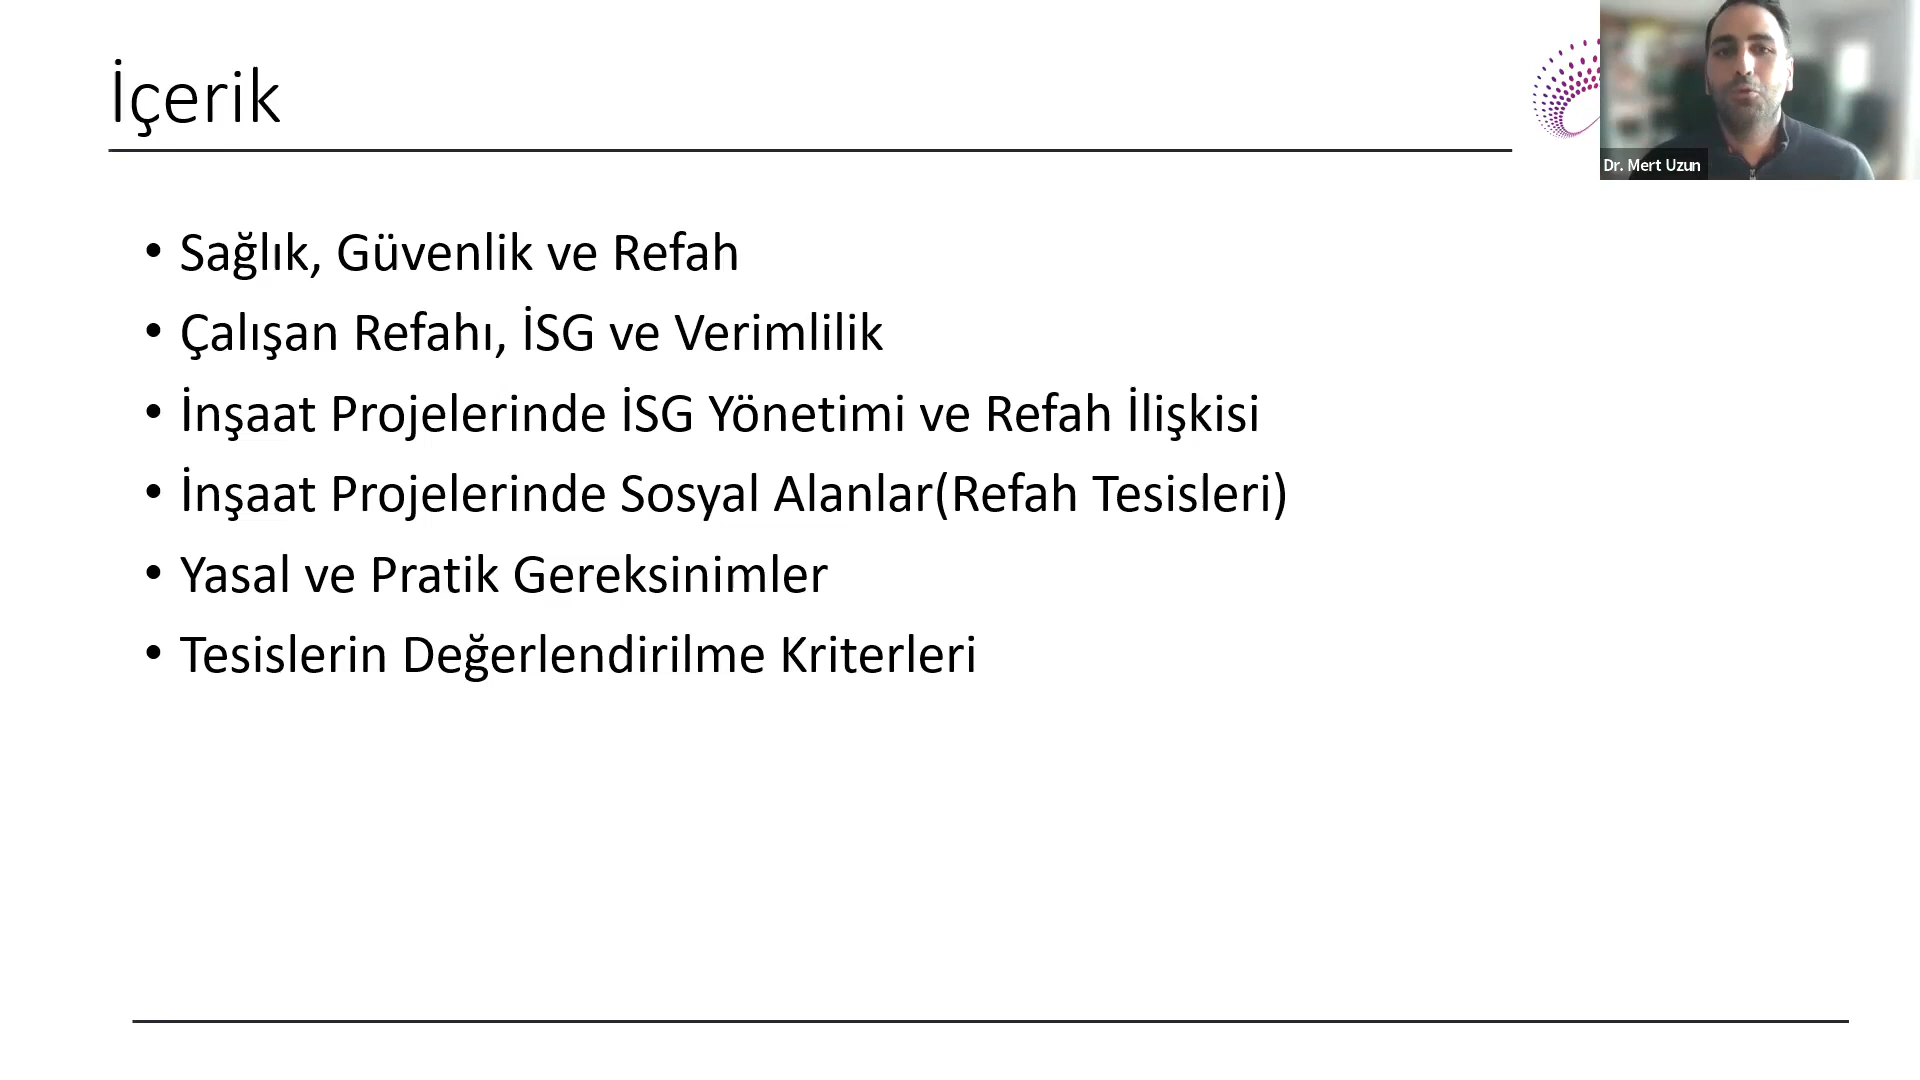 İçerik
Dr. Mert Uzun
• Sağlık, Güvenlik ve Refah
• Çalışan Refahı, İSG ve Verimlilik
• İnşaat Projelerinde İSG Yönetimi ve Refah İlişkisi
• İnşaat Projelerinde Sosyal Alanlar(Refah Tesisleri)
• Yasal ve Pratik Gereksinimler
• Tesislerin Değerlendirilme Kriterleri